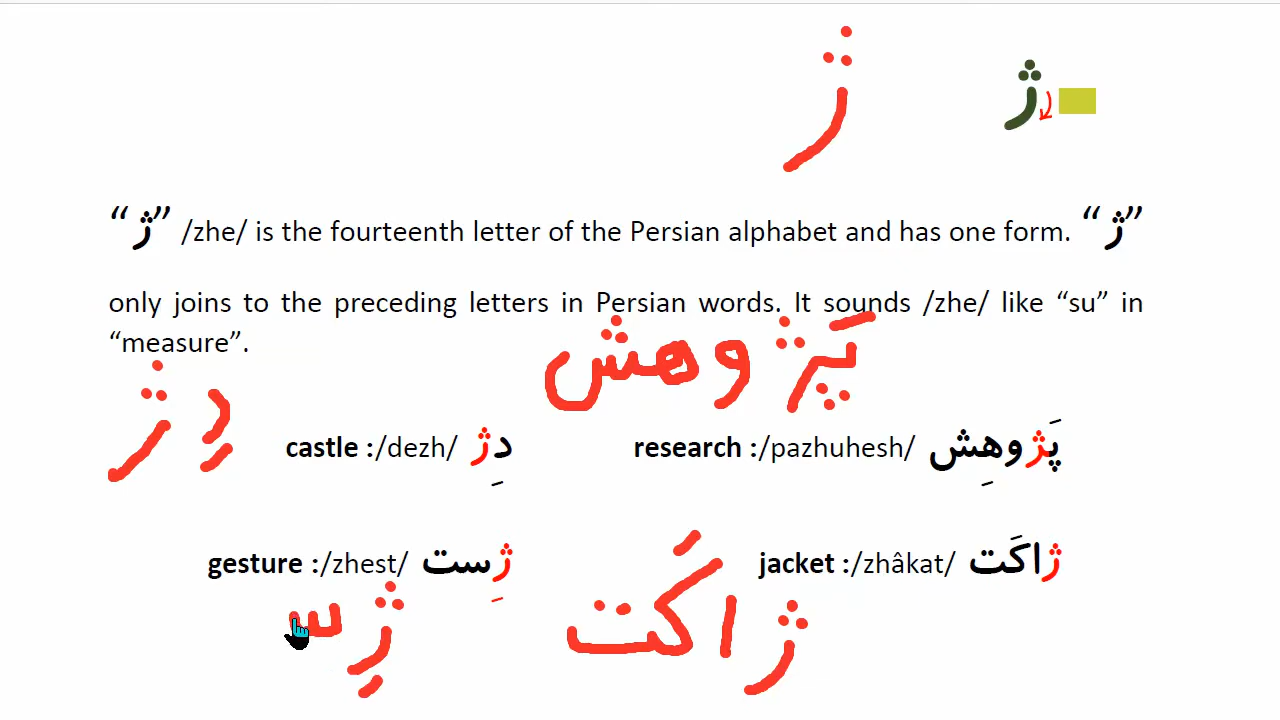 ژ ژ
“ژ” /zhe/ is the fourteenth letter of the Persian alphabet and has one form. “ژ”
only joins to the preceding letters in Persian words. It sounds /zhe/ like “su” in
“measure”.
پَژوهش
دِژ
castle :/dezh/ دِژ research :/pazhuhesh/ پَژوهِش
gesture :/zhest/ ژِست jacket :/zhâkat/ ژاکَت
ژِس ژاکَت